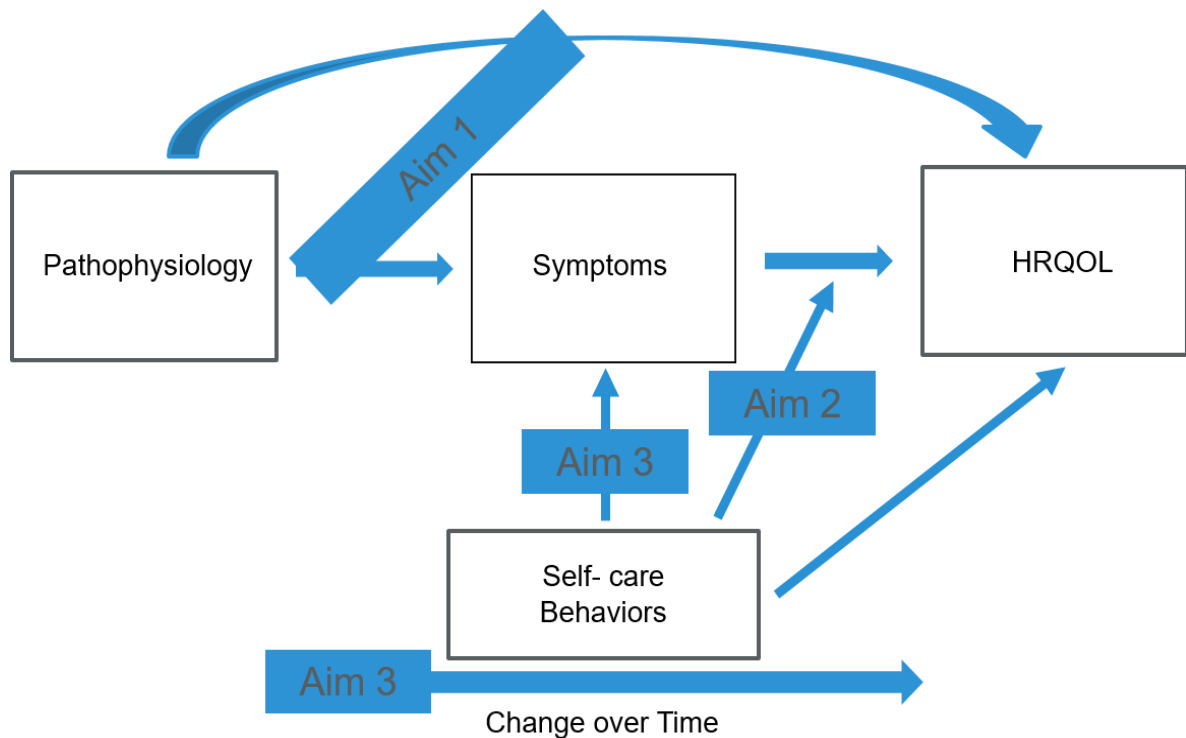 Aim 1
Pathophysiology
Symptoms
HRQOL
Aim 2
Aim 3
Self- care
Behaviors
Aim 3
Change over Time